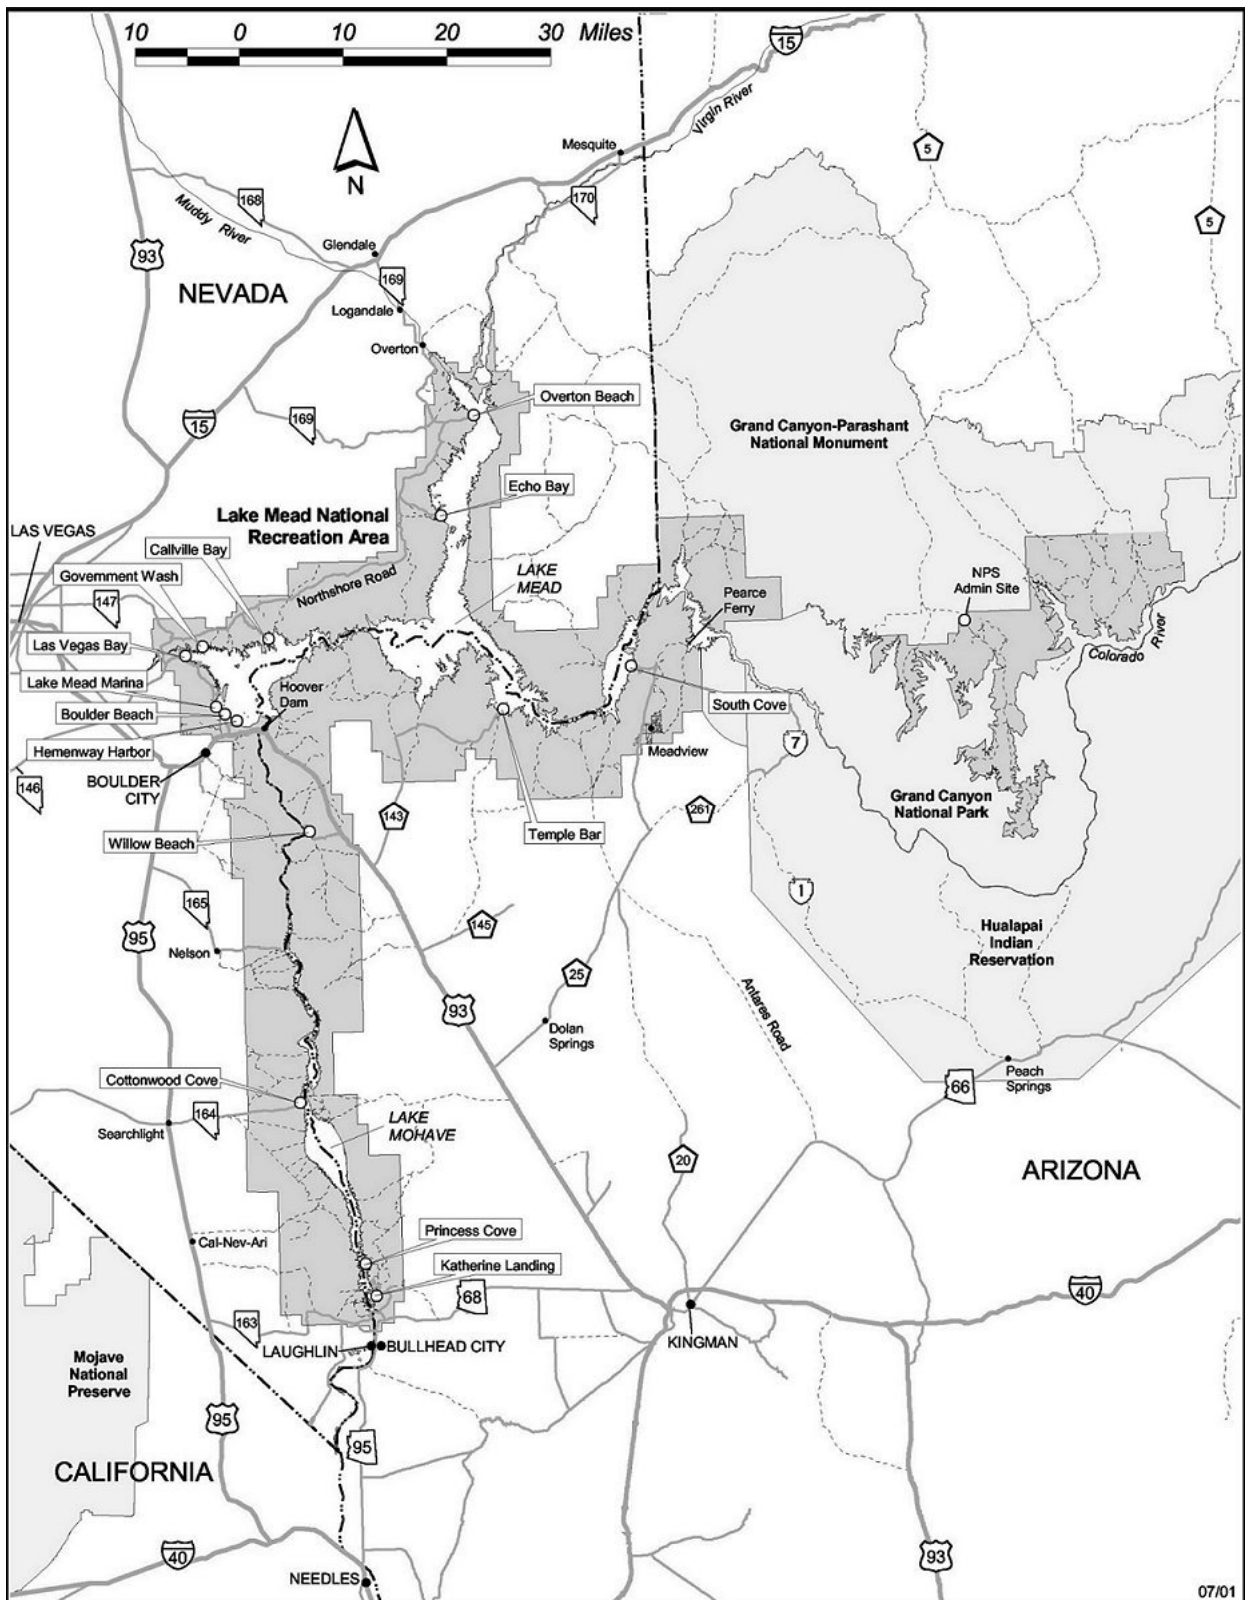 10 0 10 20 30 Miles
15
Virgin River
Mesquite
5
N
168
170
Muddy River
5
Glendale
93
169
NEVADA
Logandale
Overton
Overton Beach
15
169
Grand Canyon-Parashant
National Monument
Echo Bay
Lake Mead National
Recreation Area
LAS VEGAS
Callville Bay
LAKE
MEAD
Government Wash
Northshore Road
NPS
Admin Site
147
Pearce
Ferry
Las Vegas Bay
Colorado River
Lake Mead Marina
Hoover
Dam
South Cove
Boulder Beach
Hemenway Harbor
Meadview
7
BOULDER
CITY
146
Grand Canyon
National Park
143
261
Willow Beach
Temple Bar
1
165
145
95
Nelson
Hualapai
Indian
Reservation
25
93
Antares Road
Dolan
Springs
Cottonwood Cove
Peach
Springs
66
164
LAKE
MOHAVE
Searchlight
20
ARIZONA
Princess Cove
Cal-Nev-Ari
Katherine Landing
68
40
163
KINGMAN
LAUGHLIN
BULLHEAD CITY
Mojave
National
Preserve
95
95
CALIFORNIA
40
93
NEEDLES
07/01